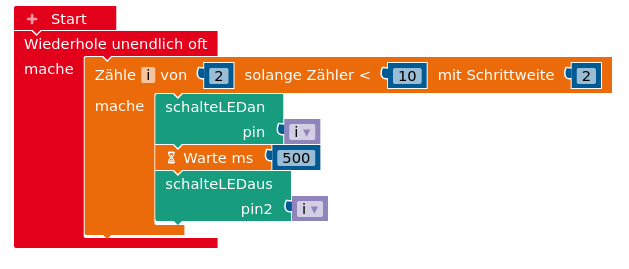 + Start
Wiederhole unendlich oft
mache
Zähle i von 2 solange Zähler < 10 mit Schrittweite 2
mache
schalteLEDan
pin i
Warte ms 500
schalteLEDaus
pin2 i